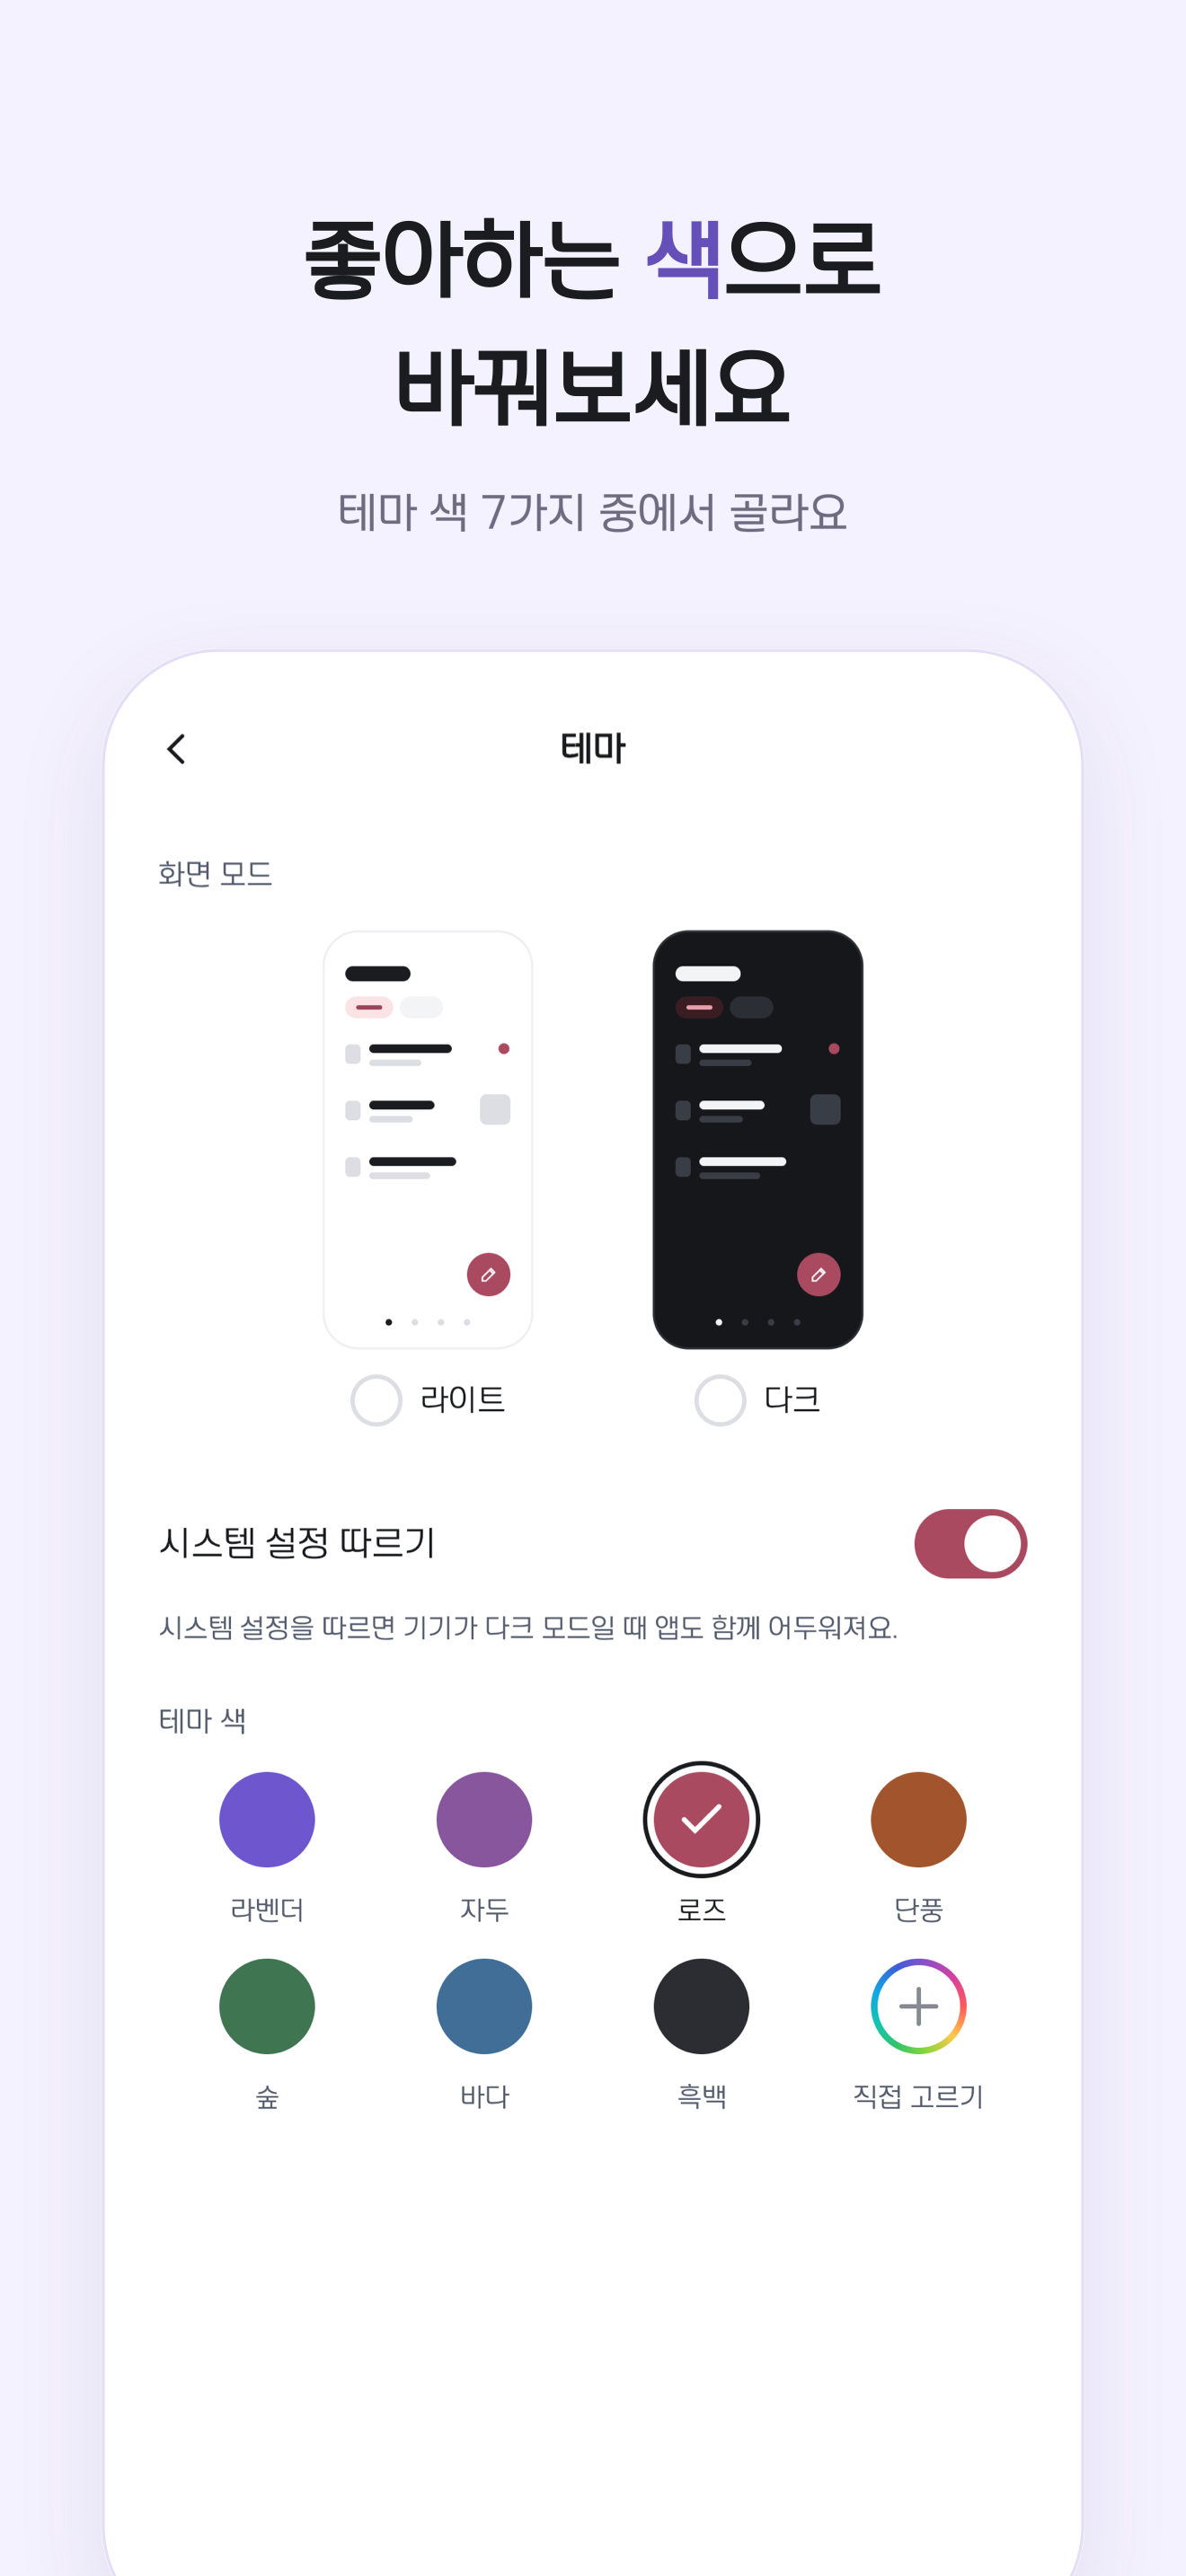 좋아하는 색으로
바꿔보세요
테마 색 7가지 중에서 골라요
테마
화면 모드
라이트
다크
시스템 설정 따르기
시스템 설정을 따르면 기기가 다크 모드일 때 앱도 함께 어두워져요.
테마 색
라벤더
자두
로즈
단풍
숲
바다
흑백
직접 고르기